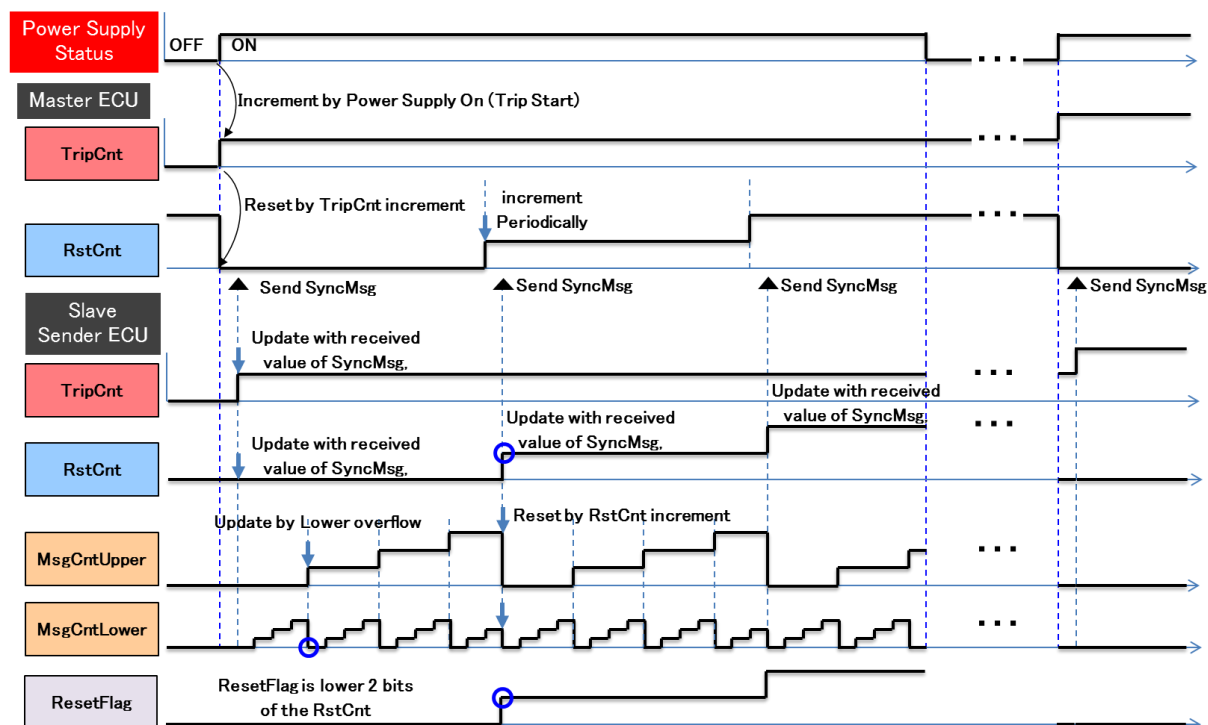 Power Supply
Status
OFF
ON
Master ECU
Increment by Power Supply On (Trip Start)
TripCnt
Reset by TripCnt increment
increment
Periodically
RstCnt
Send SyncMsg
Send SyncMsg
Send SyncMsg
Send SyncMsg
Slave
Sender ECU
Update with received
value of SyncMsg,
TripCnt
Update with received
value of SyncMsg,
Update with received
value of SyncMsg,
Update with received
value of SyncMsg,
RstCnt
Update by Lower overflow
Reset by RstCnt increment
MsgCntUpper
MsgCntLower
ResetFlag is lower 2 bits
of the RstCnt
ResetFlag